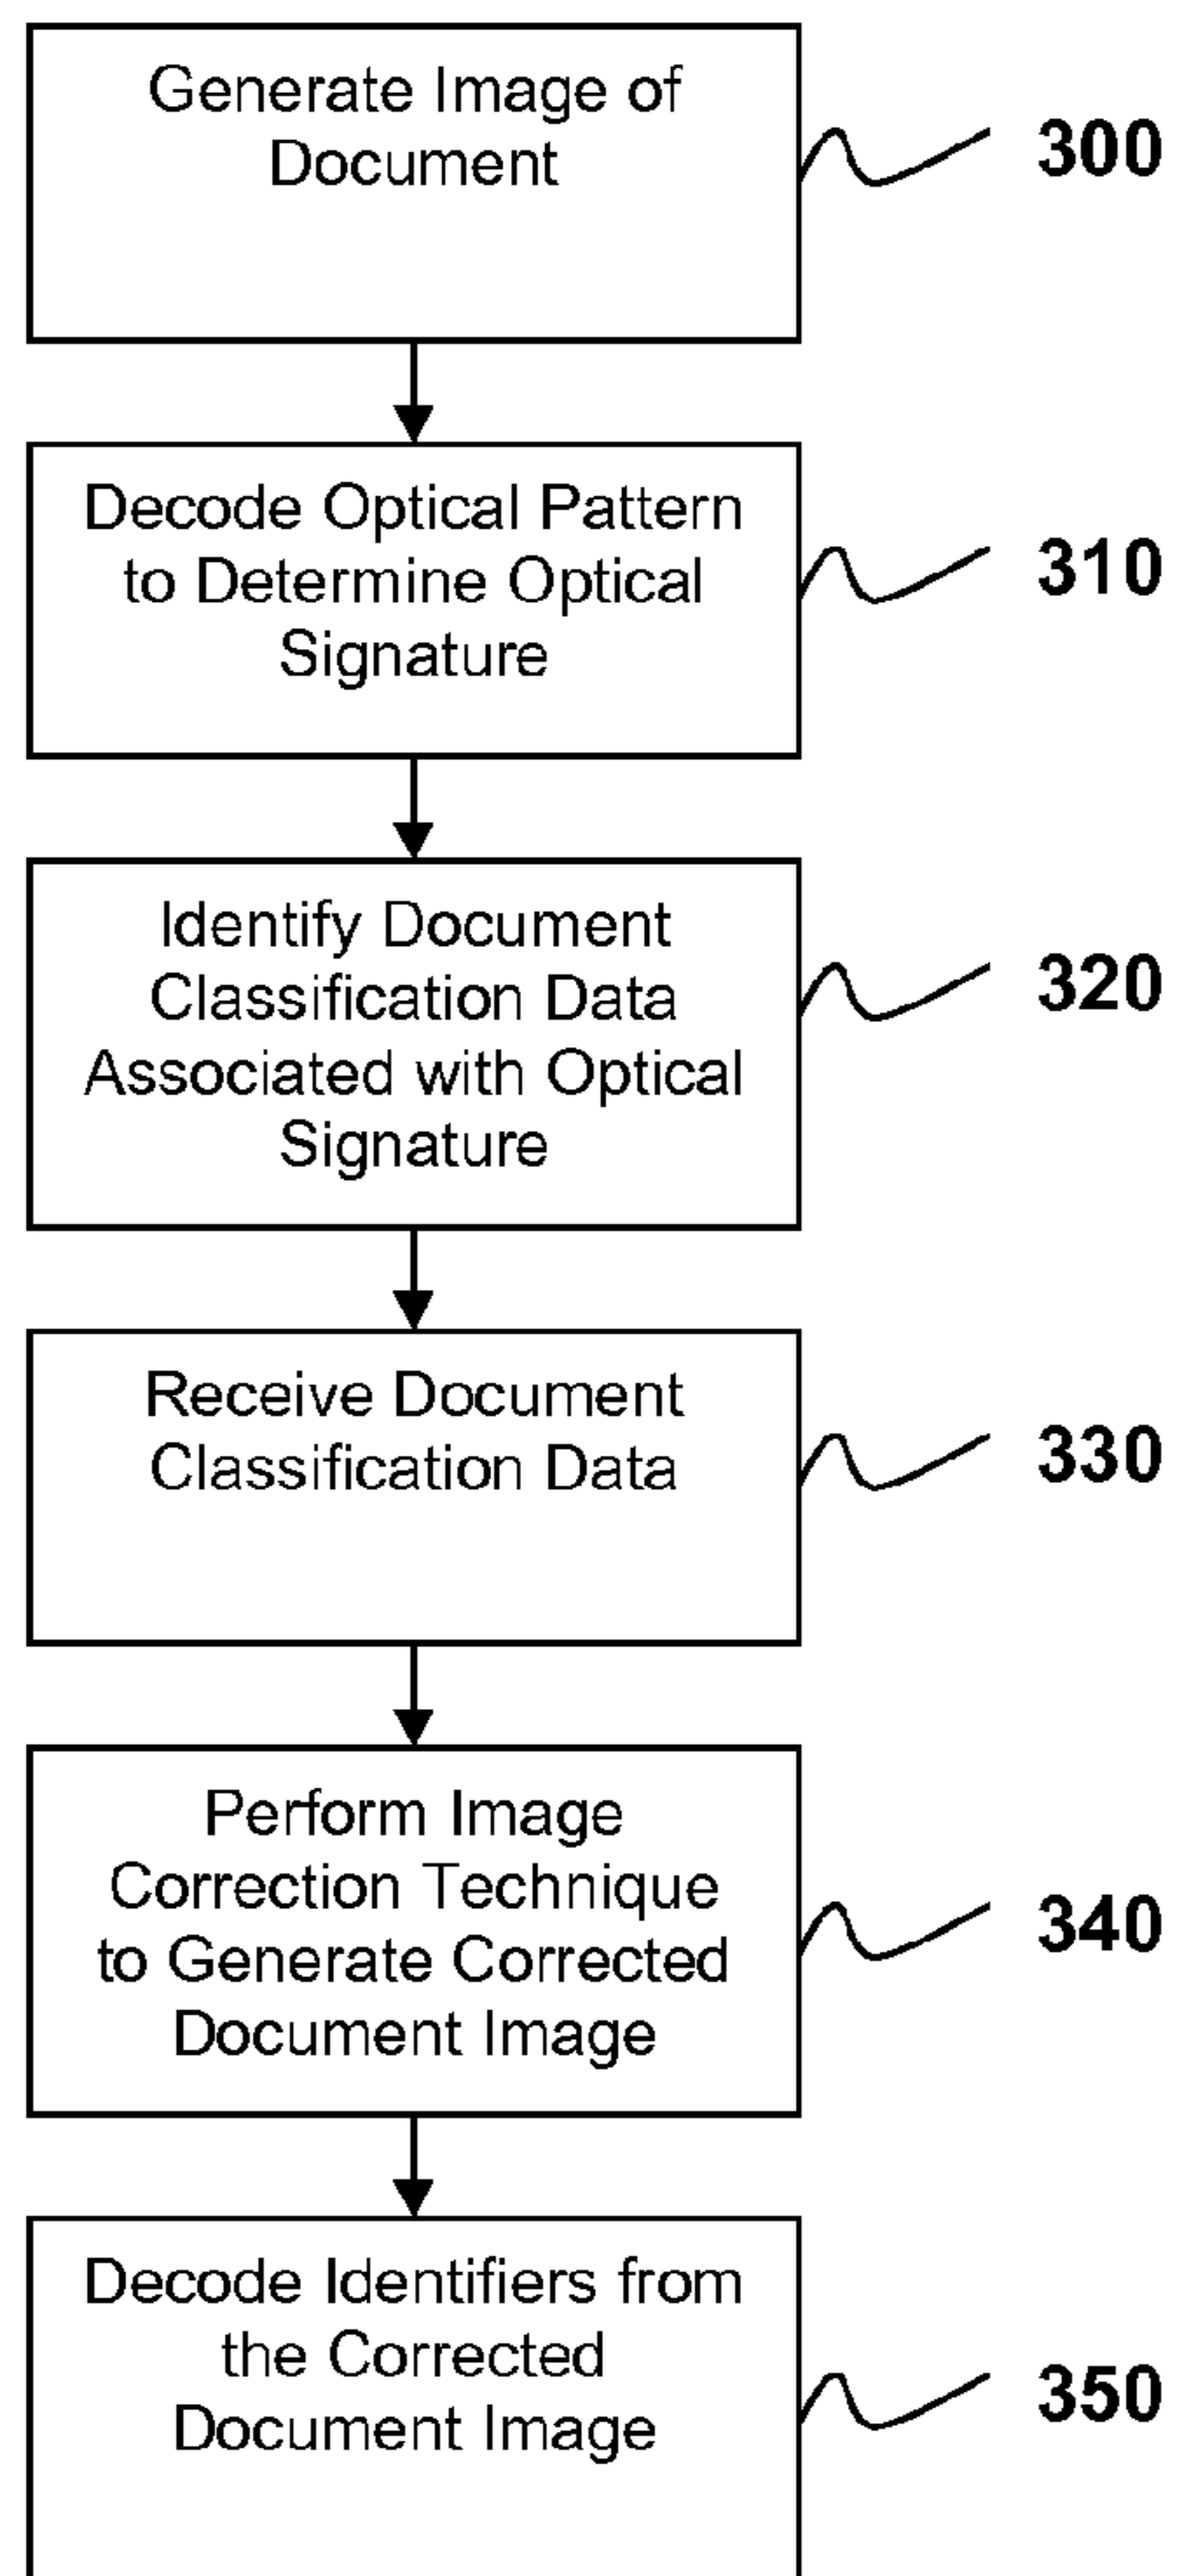 Generate Image of
Document
300
Decode Optical Pattern
to Determine Optical
Signature
310
Identify Document
Classification Data
Associated with Optical
Signature
320
Receive Document
Classification Data
330
Perform Image
Correction Technique
to Generate Corrected
Document Image
340
Decode Identifiers from
the Corrected
Document Image
350